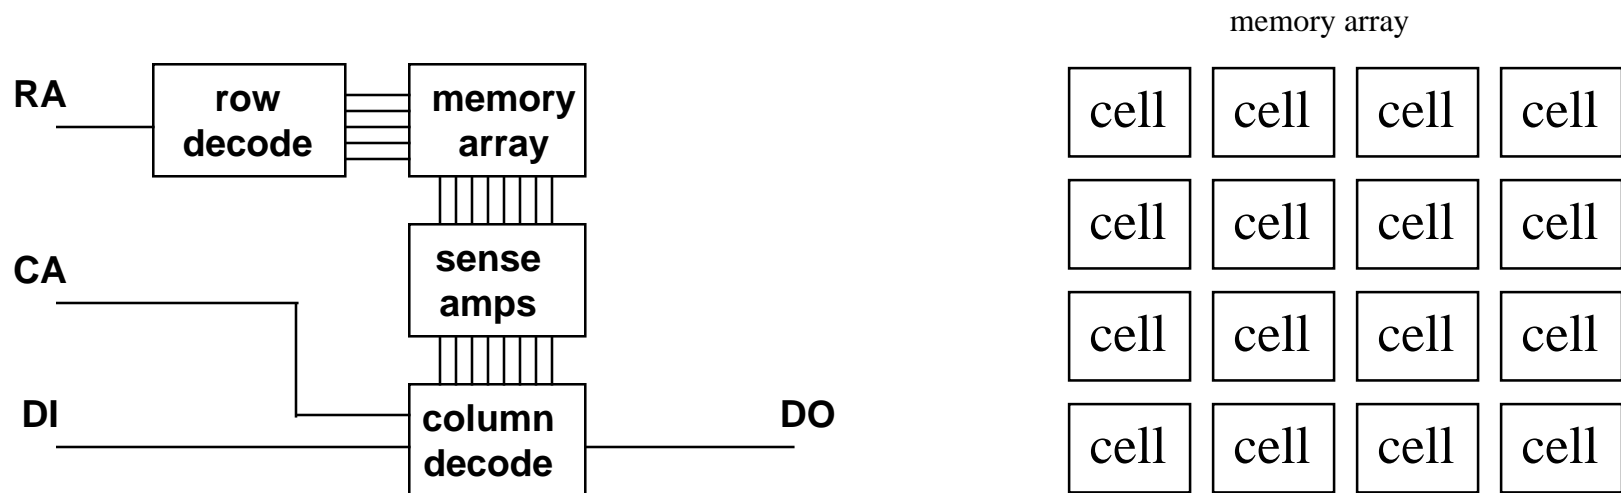 RA
row
decode
memory
array
CA
sense
amps
DI
column
decode
DO
memory array
cell cell cell cell
cell cell cell cell
cell cell cell cell
cell cell cell cell